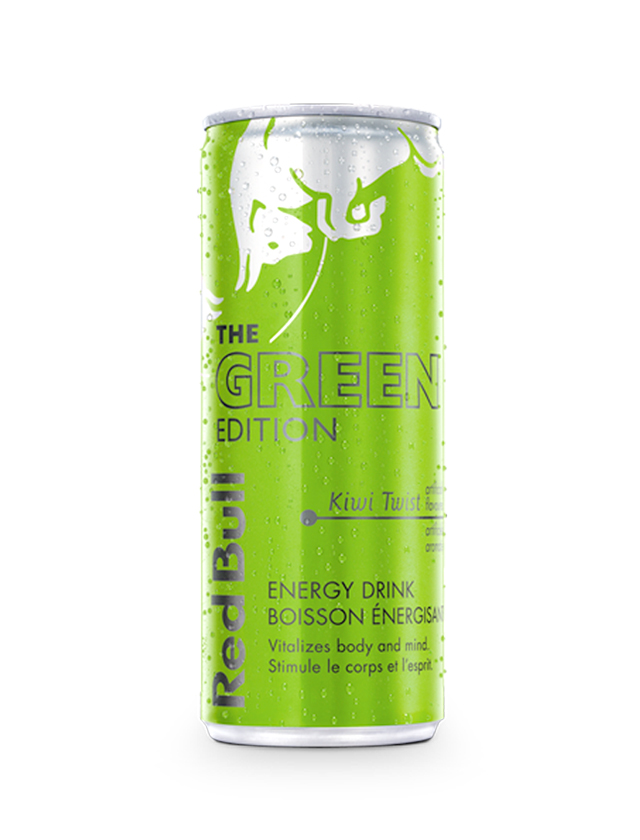 THE
GREEN
EDITION
Red Bull
Kiwi Twist
ENERGY DRINK
BOISSON
Vitalizes body and mind.
Stimule le corps et l'esprit.